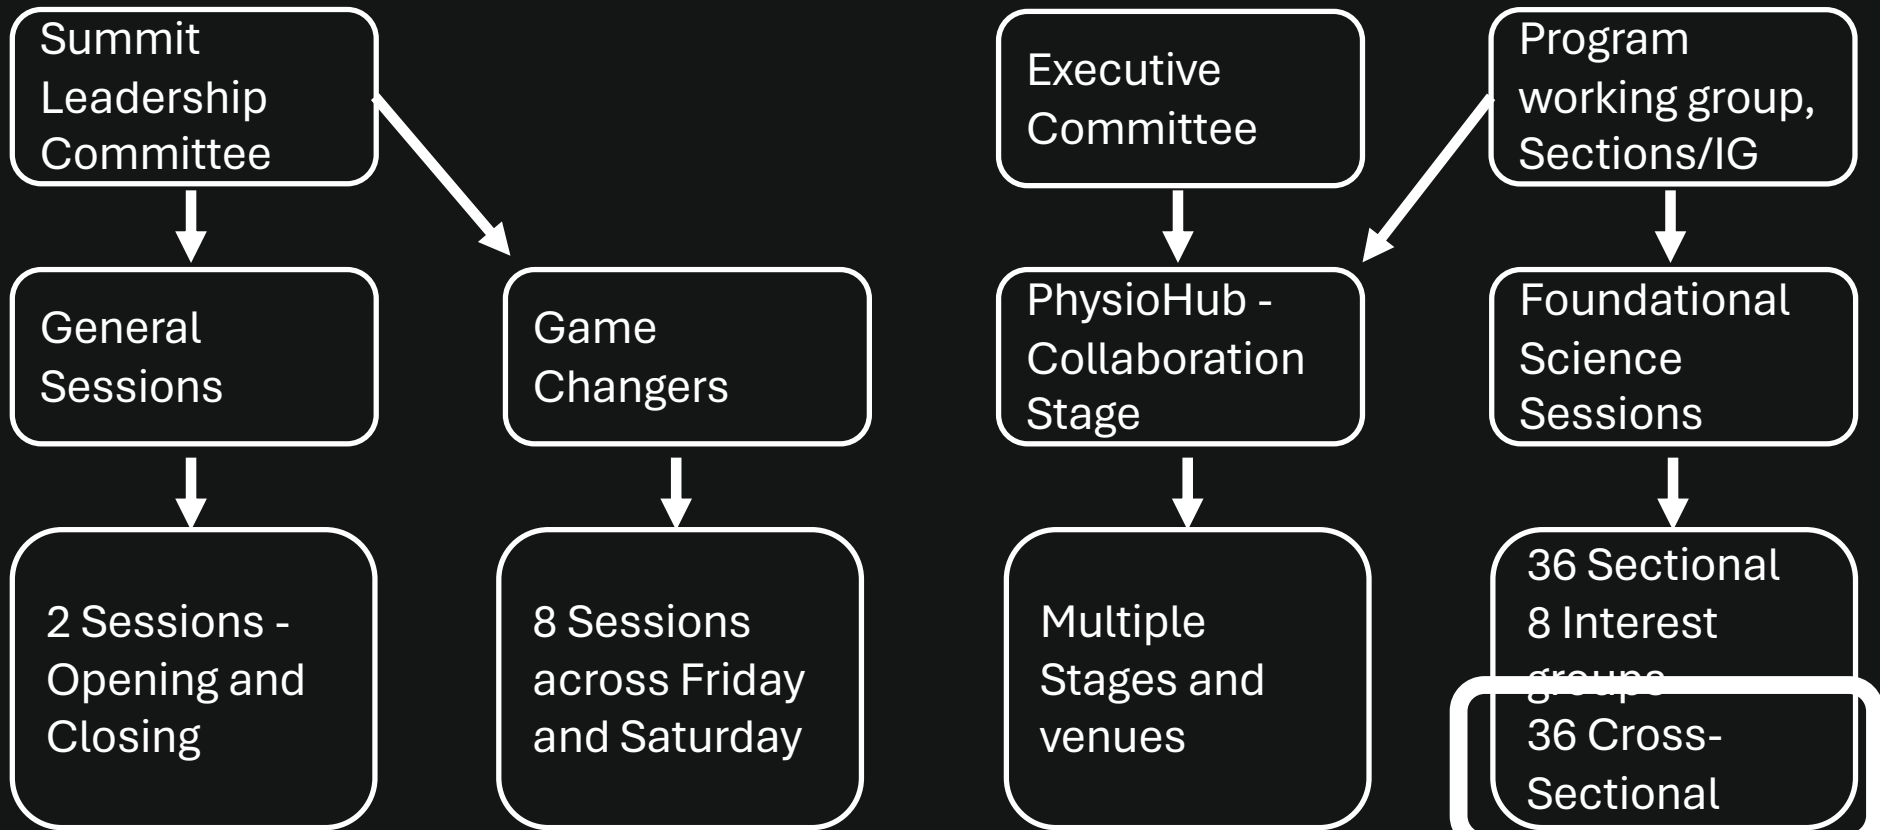 Summit
Leadership
Committee
Executive
Committee
Program
working group,
Sections/IG
General
Sessions
Game
Changers
PhysioHub -
Collaboration
Stage
Foundational
Science
Sessions
2 Sessions -
Opening and
Closing
8 Sessions
across Friday
and Saturday
Multiple
Stages and
venues
36 Sectional
8 Interest
groups
36 Cross-
Sectional